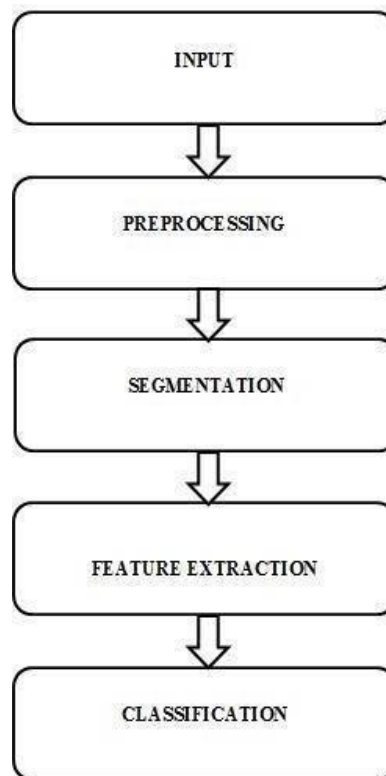 INPUT
PREPROCESSING
SEGMENTATION
FEATURE EXTRACTION
CLASSIFICATION